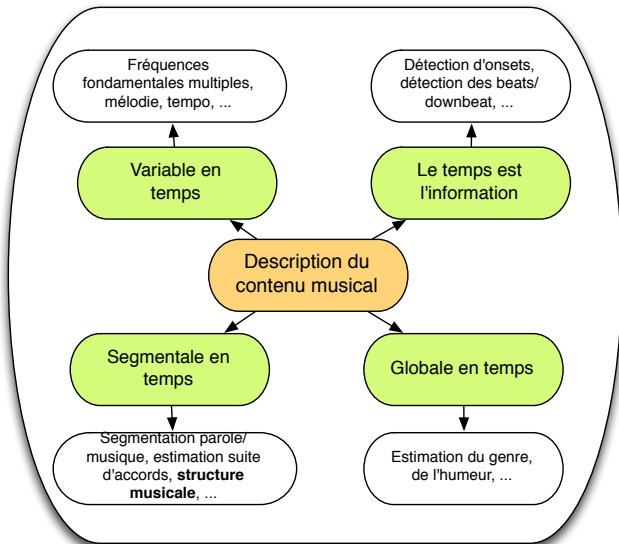 Fréquences
fondamentales multiples,
mélodie, tempo, ...
Détection d'onsets,
détection des beats/
downbeat, ...
Variable en
temps
Le temps est
l'information
Description du
contenu musical
Segmentale en
temps
Globale en temps
Segmentation parole/
musique, estimation suite
d'accords, structure
musicale, ...
Estimation du genre,
de l'humeur, ...